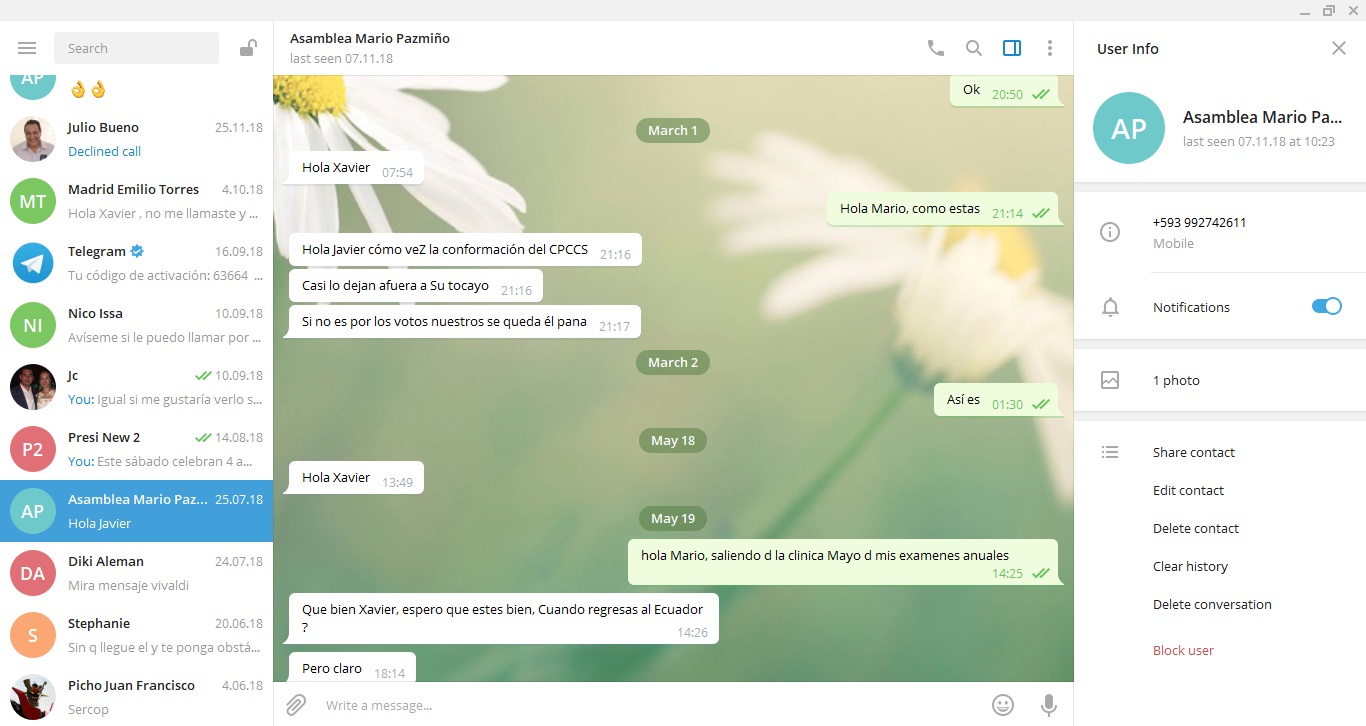 Search
AP
👌👌
Julio Bueno 25.11.18
Declined call
MT
Madrid Emilio Torres 4.10.18
Hola Xavier , no me llamaste y ...
Telegram 16.09.18
Tu código de activación: 63664 ...
NI
Nico Issa 10.09.18
Avíseme si le puedo llamar por ...
Jc 10.09.18
You: Igual si me gustaría verlo s...
P2
Presi New 2 14.08.18
You: Este sábado celebran 4 a...
AP
Asamblea Mario Paz... 25.07.18
Hola Javier
DA
Diki Aleman 24.07.18
Mira mensaje vivaldi
S
Stephanie 20.06.18
Sin q llegue el y te ponga obstá...
Picho Juan Francisco 4.06.18
Sercop
Asamblea Mario Pazmiño
last seen 07.11.18
Ok 20:50
March 1
Hola Xavier 07:54
Hola Mario, como estas 21:14
Hola Javier cómo veZ la conformación del CPCCS 21:16
Casi lo dejan afuera a Su tocayo 21:16
Si no es por los votos nuestros se queda él pana 21:17
March 2
Así es 01:30
May 18
Hola Xavier 13:49
May 19
hola Mario, saliendo d la clinica Mayo d mis examenes anuales
14:25
Que bien Xavier, espero que estes bien, Cuando regresas al Ecuador
? 14:26
Pero claro 18:14
Write a message...
User Info
AP
Asamblea Mario Pa...
last seen 07.11.18 at 10:23
+593 992742611
Mobile
Notifications
1 photo
Share contact
Edit contact
Delete contact
Clear history
Delete conversation
Block user